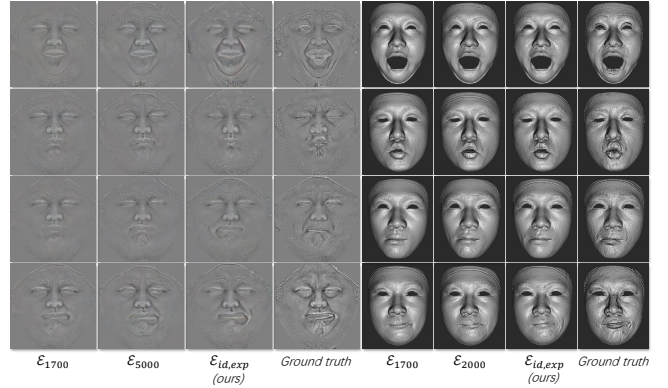 ℰ1700 ℰ5000 ℰid,exp Ground truth ℰ1700 ℰ2000 ℰid,exp Ground truth
(ours) (ours)